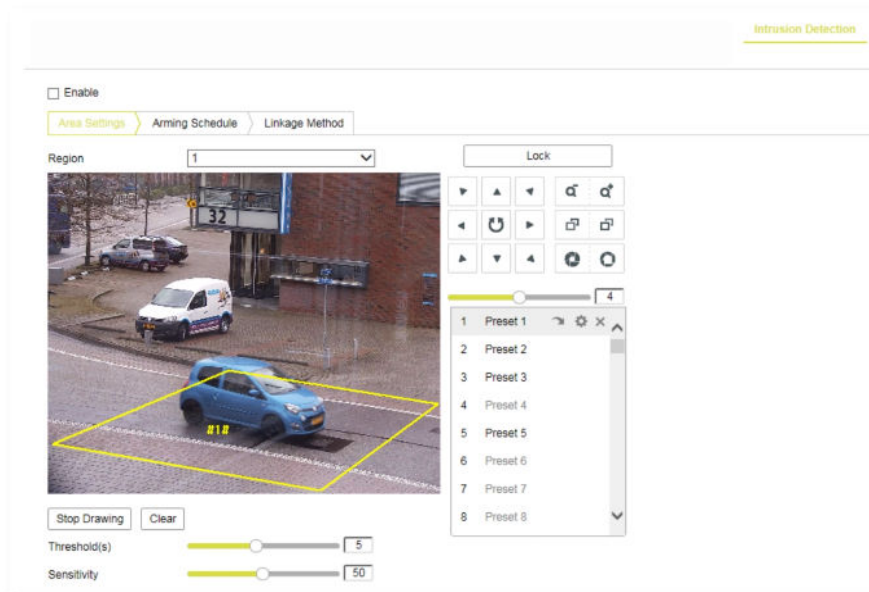 Intrusion Detection
Enable
Area Settings
Arming Schedule
Linkage Method
Region
1
Lock
32
#1#
4
1 Preset 1
2 Preset 2
3 Preset 3
4 Preset 4
5 Preset 5
6 Preset 6
7 Preset 7
8 Preset 8
Stop Drawing
Clear
Threshold(s)
5
Sensitivity
50